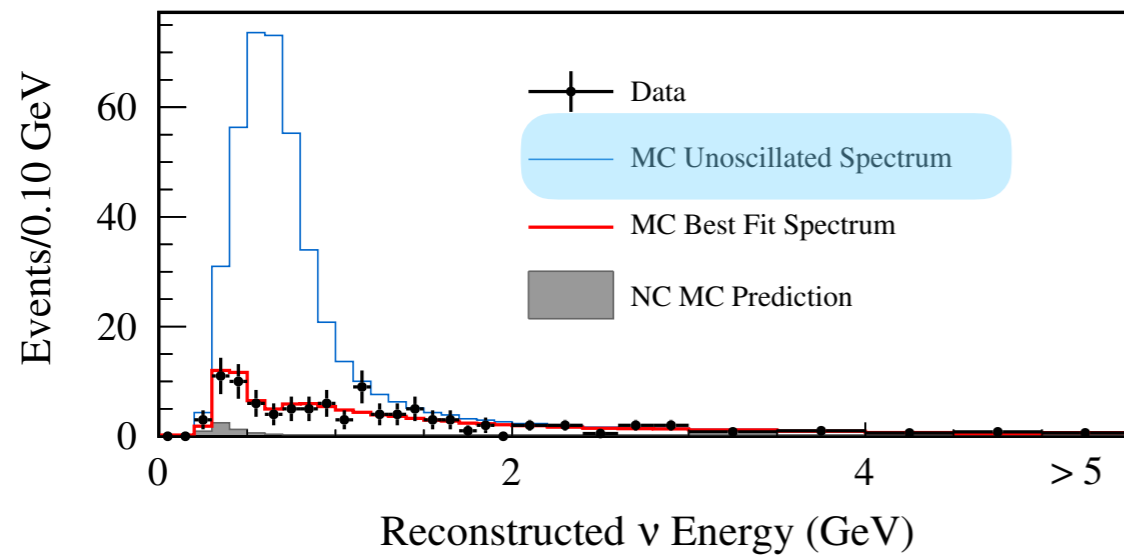 Events/0.10 GeV
60
40
20
0
Data
MC Unoscillated Spectrum
MC Best Fit Spectrum
NC MC Prediction
0 2 4 > 5
Reconstructed ν Energy (GeV)